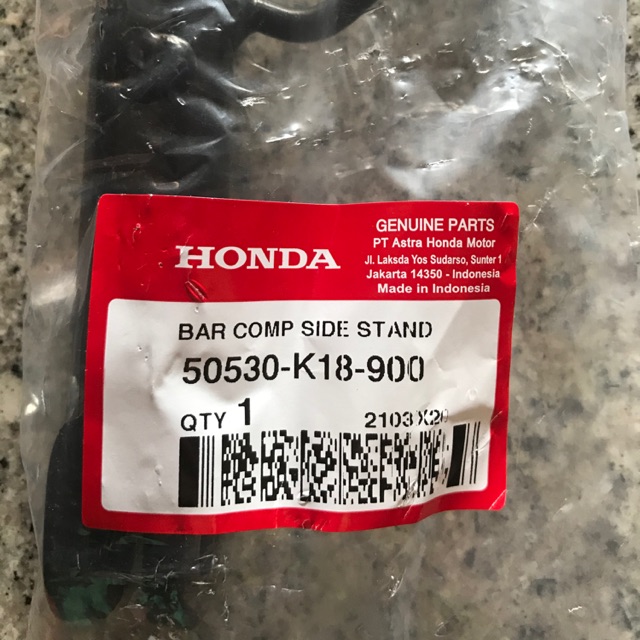 HONDA
GENUINE PARTS
PT Astra Honda Motor
Jl. Laksda Yos Sudarso, Sunter 1
Jakarta 14350 - Indonesia
Made in Indonesia
BAR COMP SIDE STAND
50530-K18-900
QTY 1
2103X20